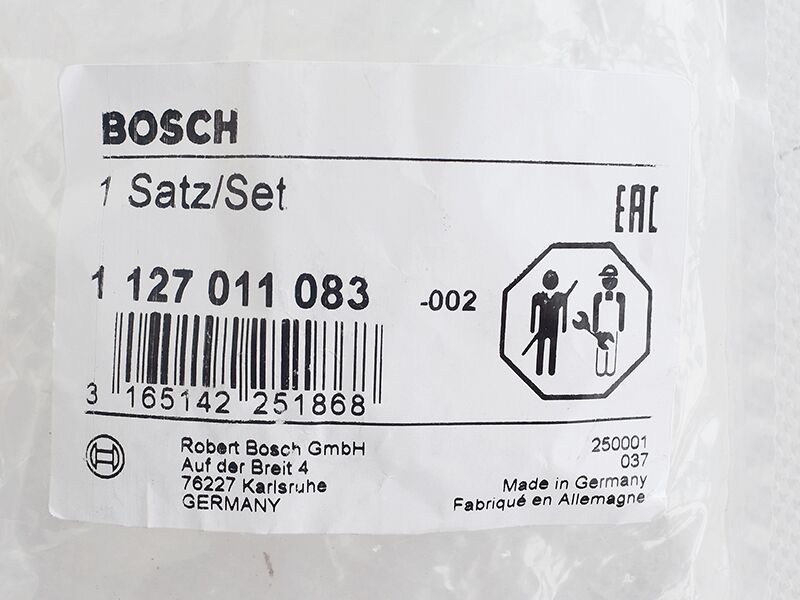 BOSCH
1 Satz/Set
EAC
1 127 011 083 -002
3 165142 251868
Robert Bosch GmbH
Auf der Breit 4
76227 Karlsruhe
GERMANY
250001
037
Made in Germany
Fabriqué en Allemagne